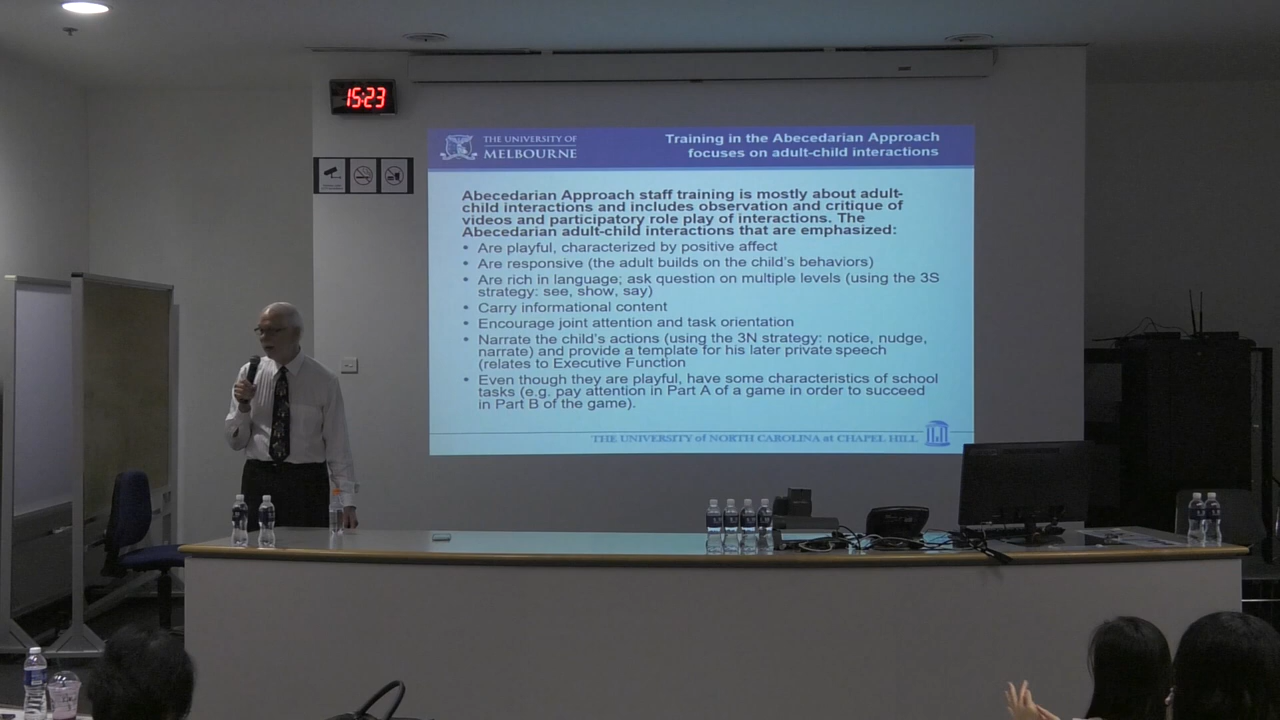 15:23
THE UNIVERSITY OF
MELBOURNE
Training in the Abecedarian Approach
focuses on adult-child interactions
Abecedarian Approach staff training is mostly about adult-
child interactions and includes observation and critique of
videos and participatory role play of interactions. The
Abecedarian adult-child interactions that are emphasized:
• Are playful, characterized by positive affect
• Are responsive (the adult builds on the child's behaviors)
• Are rich in language; ask question on multiple levels (using the 3S
strategy: see, show, say)
• Carry informational content
• Encourage joint attention and task orientation
• Narrate the child's actions (using the 3N strategy: notice, nudge,
narrate) and provide a template for his later private speech
(relates to Executive Function
• Even though they are playful, have some characteristics of school
tasks (e.g. pay attention in Part A of a game in order to succeed
in Part B of the game).
THE UNIVERSITY of NORTH CAROLINA at CHAPEL HILL